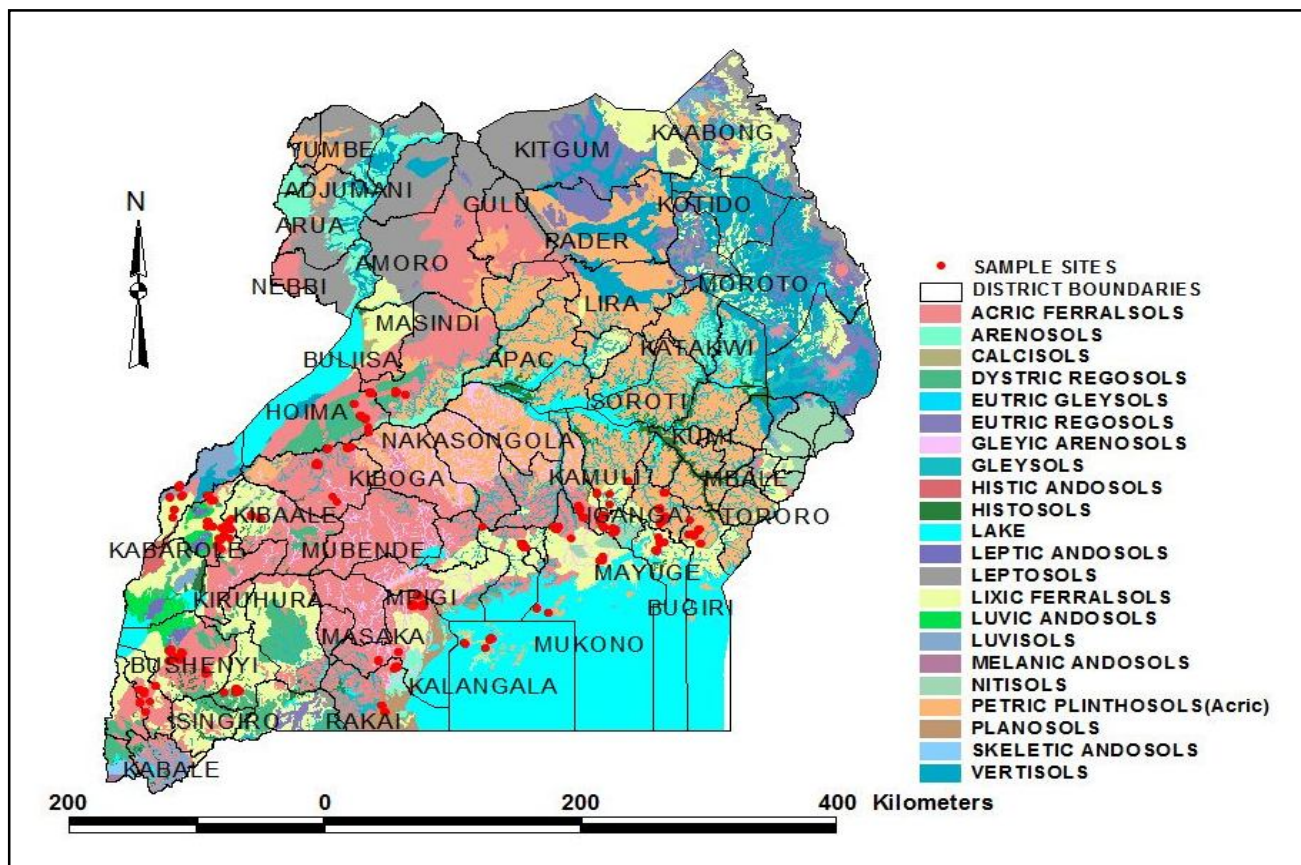 KAABONG
YUMBE
KITGUM
ADJUMANI
KOTIDO
GULU
ARUA
PADER
AMORO
NEBBI
MOROTO
LIRA
MASINDI
KATAKWI
BULIISA
APAC
SOROTI
HOIMA
KUMI
NAKASONGOLA
KIBOGA
KAMULI
MBALE
KIBAALE
IGANGA
TORORO
KABAROLE
MUBENDE
MAYUGE
KIRUHURA
MPIGI
BUGIRI
MASAKA
MUKONO
BUSHENYI
KALANGALA
SINGIRO
RAKAI
KABALE
N
SAMPLE SITES
DISTRICT BOUNDARIES
ACRIC FERRALSOLS
ARENOSOLS
CALCISOLS
DYSTRIC REGOSOLS
EUTRIC GLEYSOLS
EUTRIC REGOSOLS
GLEYIC ARENOSOLS
GLEYSOLS
HISTIC ANDOSOLS
HISTOSOLS
LAKE
LEPTIC ANDOSOLS
LEPTOSOLS
LIXIC FERRALSOLS
LUVIC ANDOSOLS
LUVISOLS
MELANIC ANDOSOLS
NITISOLS
PETRIC PLINTHOSOLS(Acric)
PLANOSOLS
SKELETIC ANDOSOLS
VERTISOLS
200 0 200 400 Kilometers